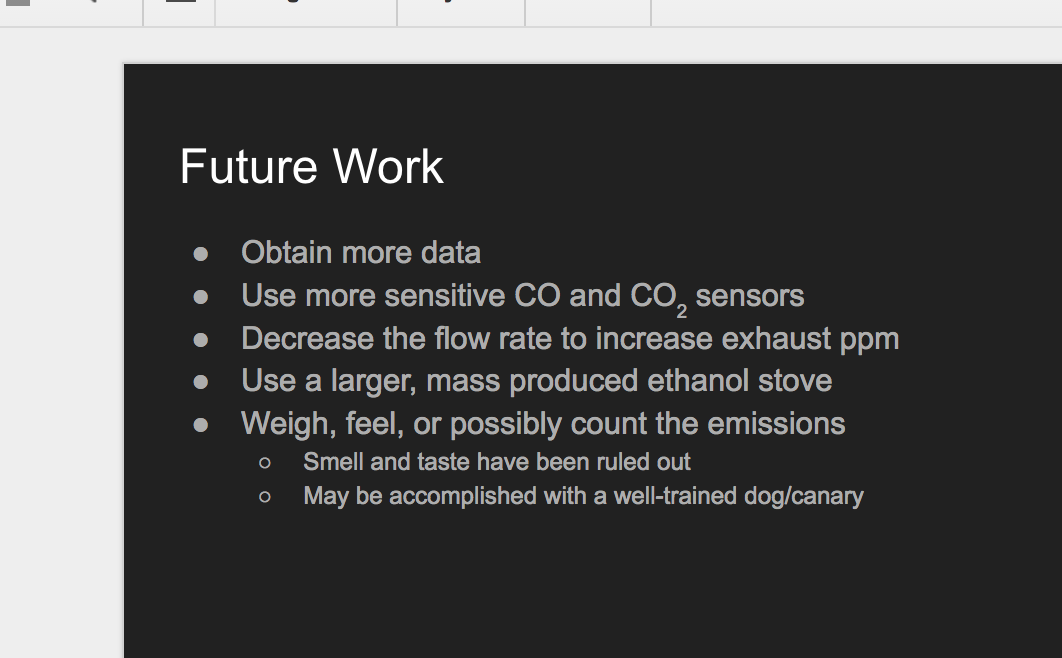 Future Work
● Obtain more data
● Use more sensitive CO and CO₂ sensors
● Decrease the flow rate to increase exhaust ppm
● Use a larger, mass produced ethanol stove
● Weigh, feel, or possibly count the emissions
○ Smell and taste have been ruled out
○ May be accomplished with a well-trained dog/canary